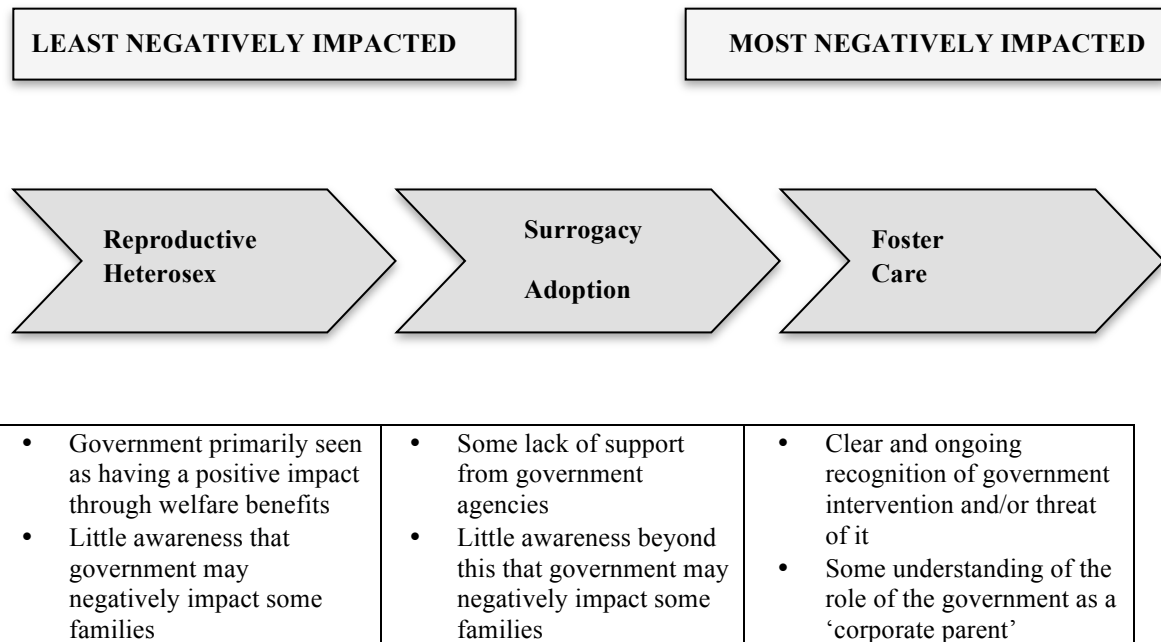 LEAST NEGATIVELY IMPACTED
MOST NEGATIVELY IMPACTED
Reproductive
Heterosex
Surrogacy
Adoption
Foster
Care
• Government primarily seen
as having a positive impact
through welfare benefits
• Little awareness that
government may
negatively impact some
families
• Some lack of support
from government
agencies
• Little awareness beyond
this that government may
negatively impact some
families
• Clear and ongoing
recognition of government
intervention and/or threat
of it
• Some understanding of the
role of the government as a
‘corporate parent’